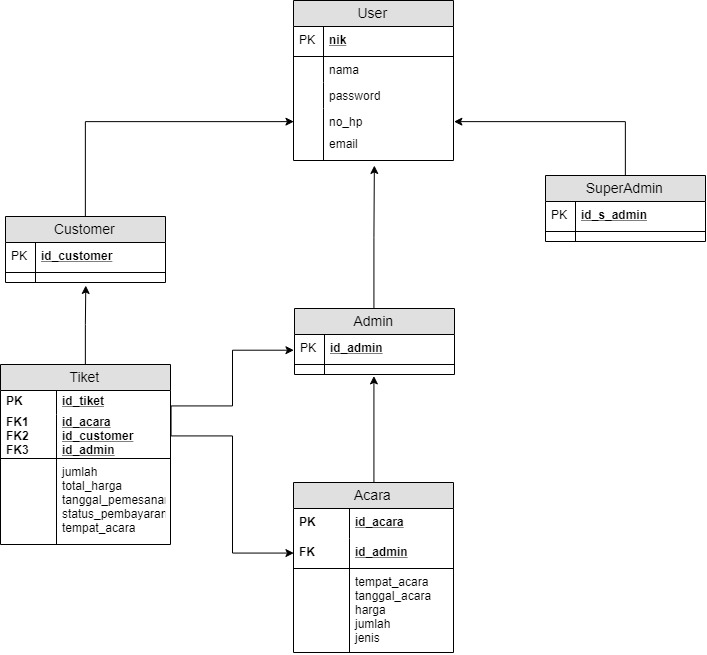 User
PK nik
nama
password
no_hp
email
SuperAdmin
PK id_s_admin
Customer
PK id_customer
Admin
PK id_admin
Tiket
PK id_tiket
FK1 id_acara
FK2 id_customer
FK3 id_admin
jumlah
total_harga
tanggal_pemesanan
status_pembayaran
tempat_acara
Acara
PK id_acara
FK id_admin
tempat_acara
tanggal_acara
harga
jumlah
jenis